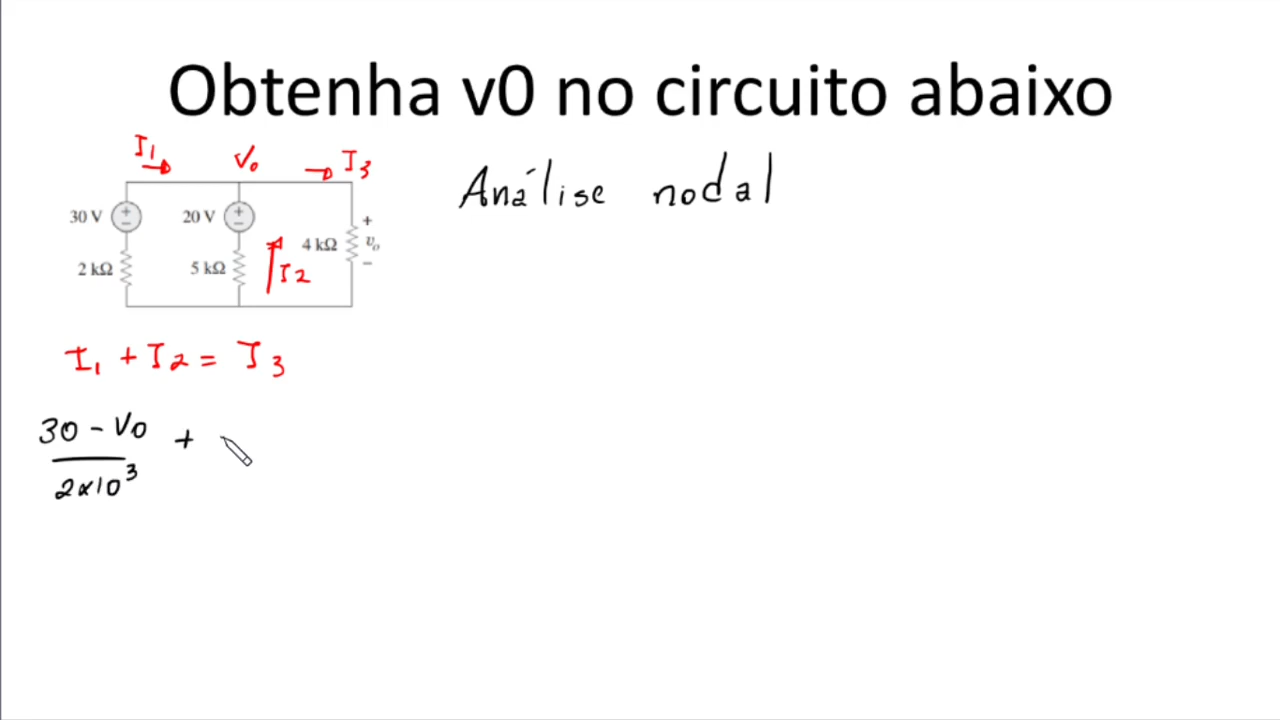 Obtenha v0 no circuito abaixo
I1 V0 I3
Análise nodal
30 V 20 V 4 kΩ + vo −
2 kΩ 5 kΩ I2
I1 + I2 = I3
30 - V0 +
2x10³